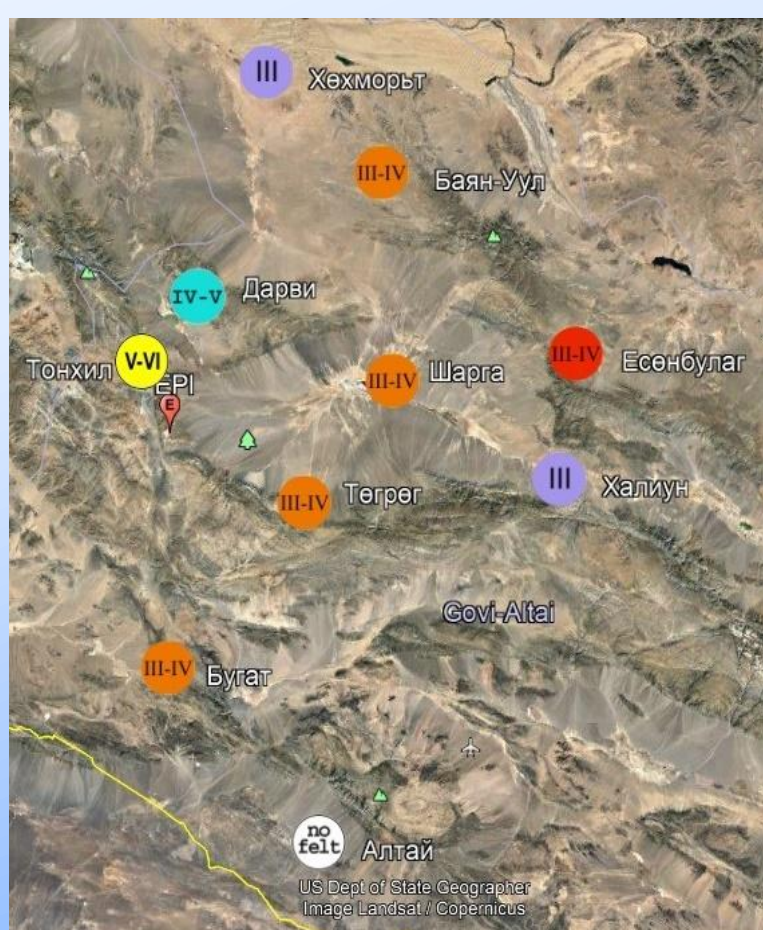 III
Хөхморьт
III-IV
Баян-Уул
IV-V
Дарви
V-VI
Тонхил
EPI
E
III-IV
Шарга
III-IV
Есөнбулаг
III-IV
Төгрөг
III
Халиун
Govi-Altai
III-IV
Бугат
no
felt
Алтай
US Dept of State Geographer
Image Landsat / Copernicus